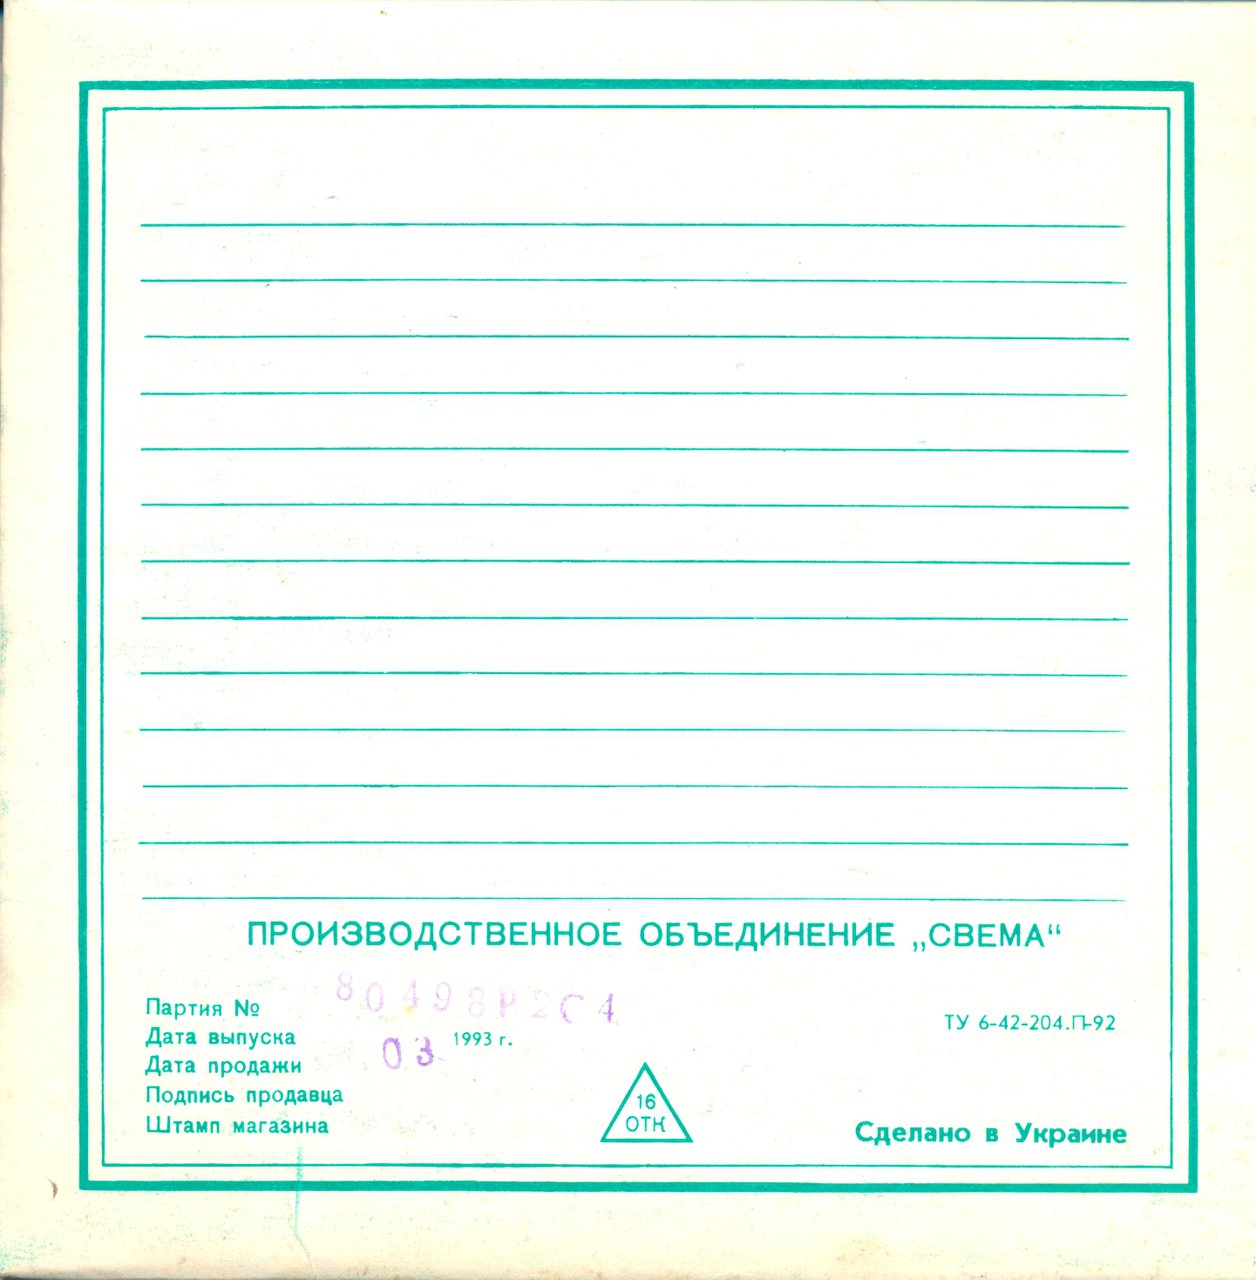 ПРОИЗВОДСТВЕННОЕ ОБЪЕДИНЕНИЕ „СВЕМА“
Партия № 80498Р2С4
Дата выпуска 03 1993 г.
Дата продажи
Подпись продавца
Штамп магазина
16
ОТК
ТУ 6-42-204.П-92
Сделано в Украине